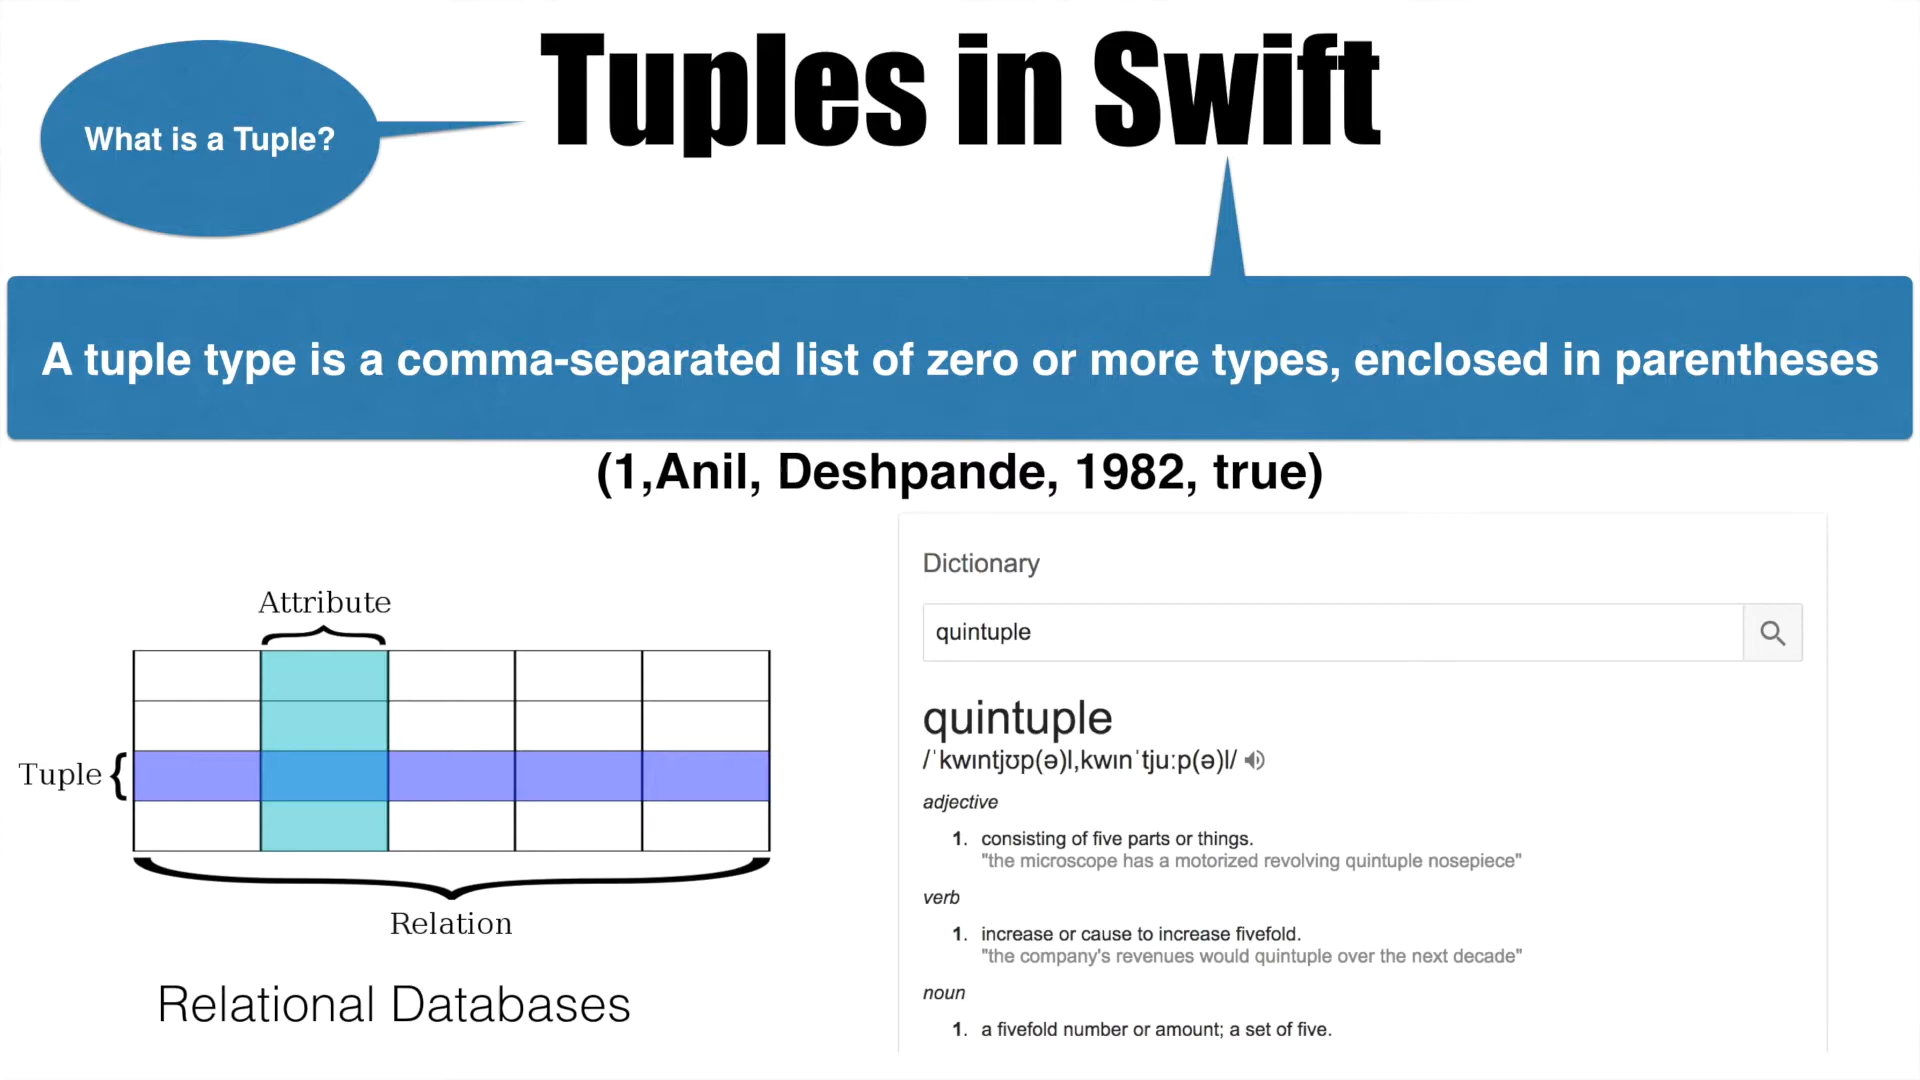 Tuples in Swift
What is a Tuple?
A tuple type is a comma-separated list of zero or more types, enclosed in parentheses
(1,Anil, Deshpande, 1982, true)
Attribute
Tuple
Relation
Relational Databases
Dictionary
quintuple
quintuple
/ˈkwɪntjʊp(ə)l,kwɪnˈtjuːp(ə)l/
adjective
1. consisting of five parts or things.
"the microscope has a motorized revolving quintuple nosepiece"
verb
1. increase or cause to increase fivefold.
"the company's revenues would quintuple over the next decade"
noun
1. a fivefold number or amount; a set of five.